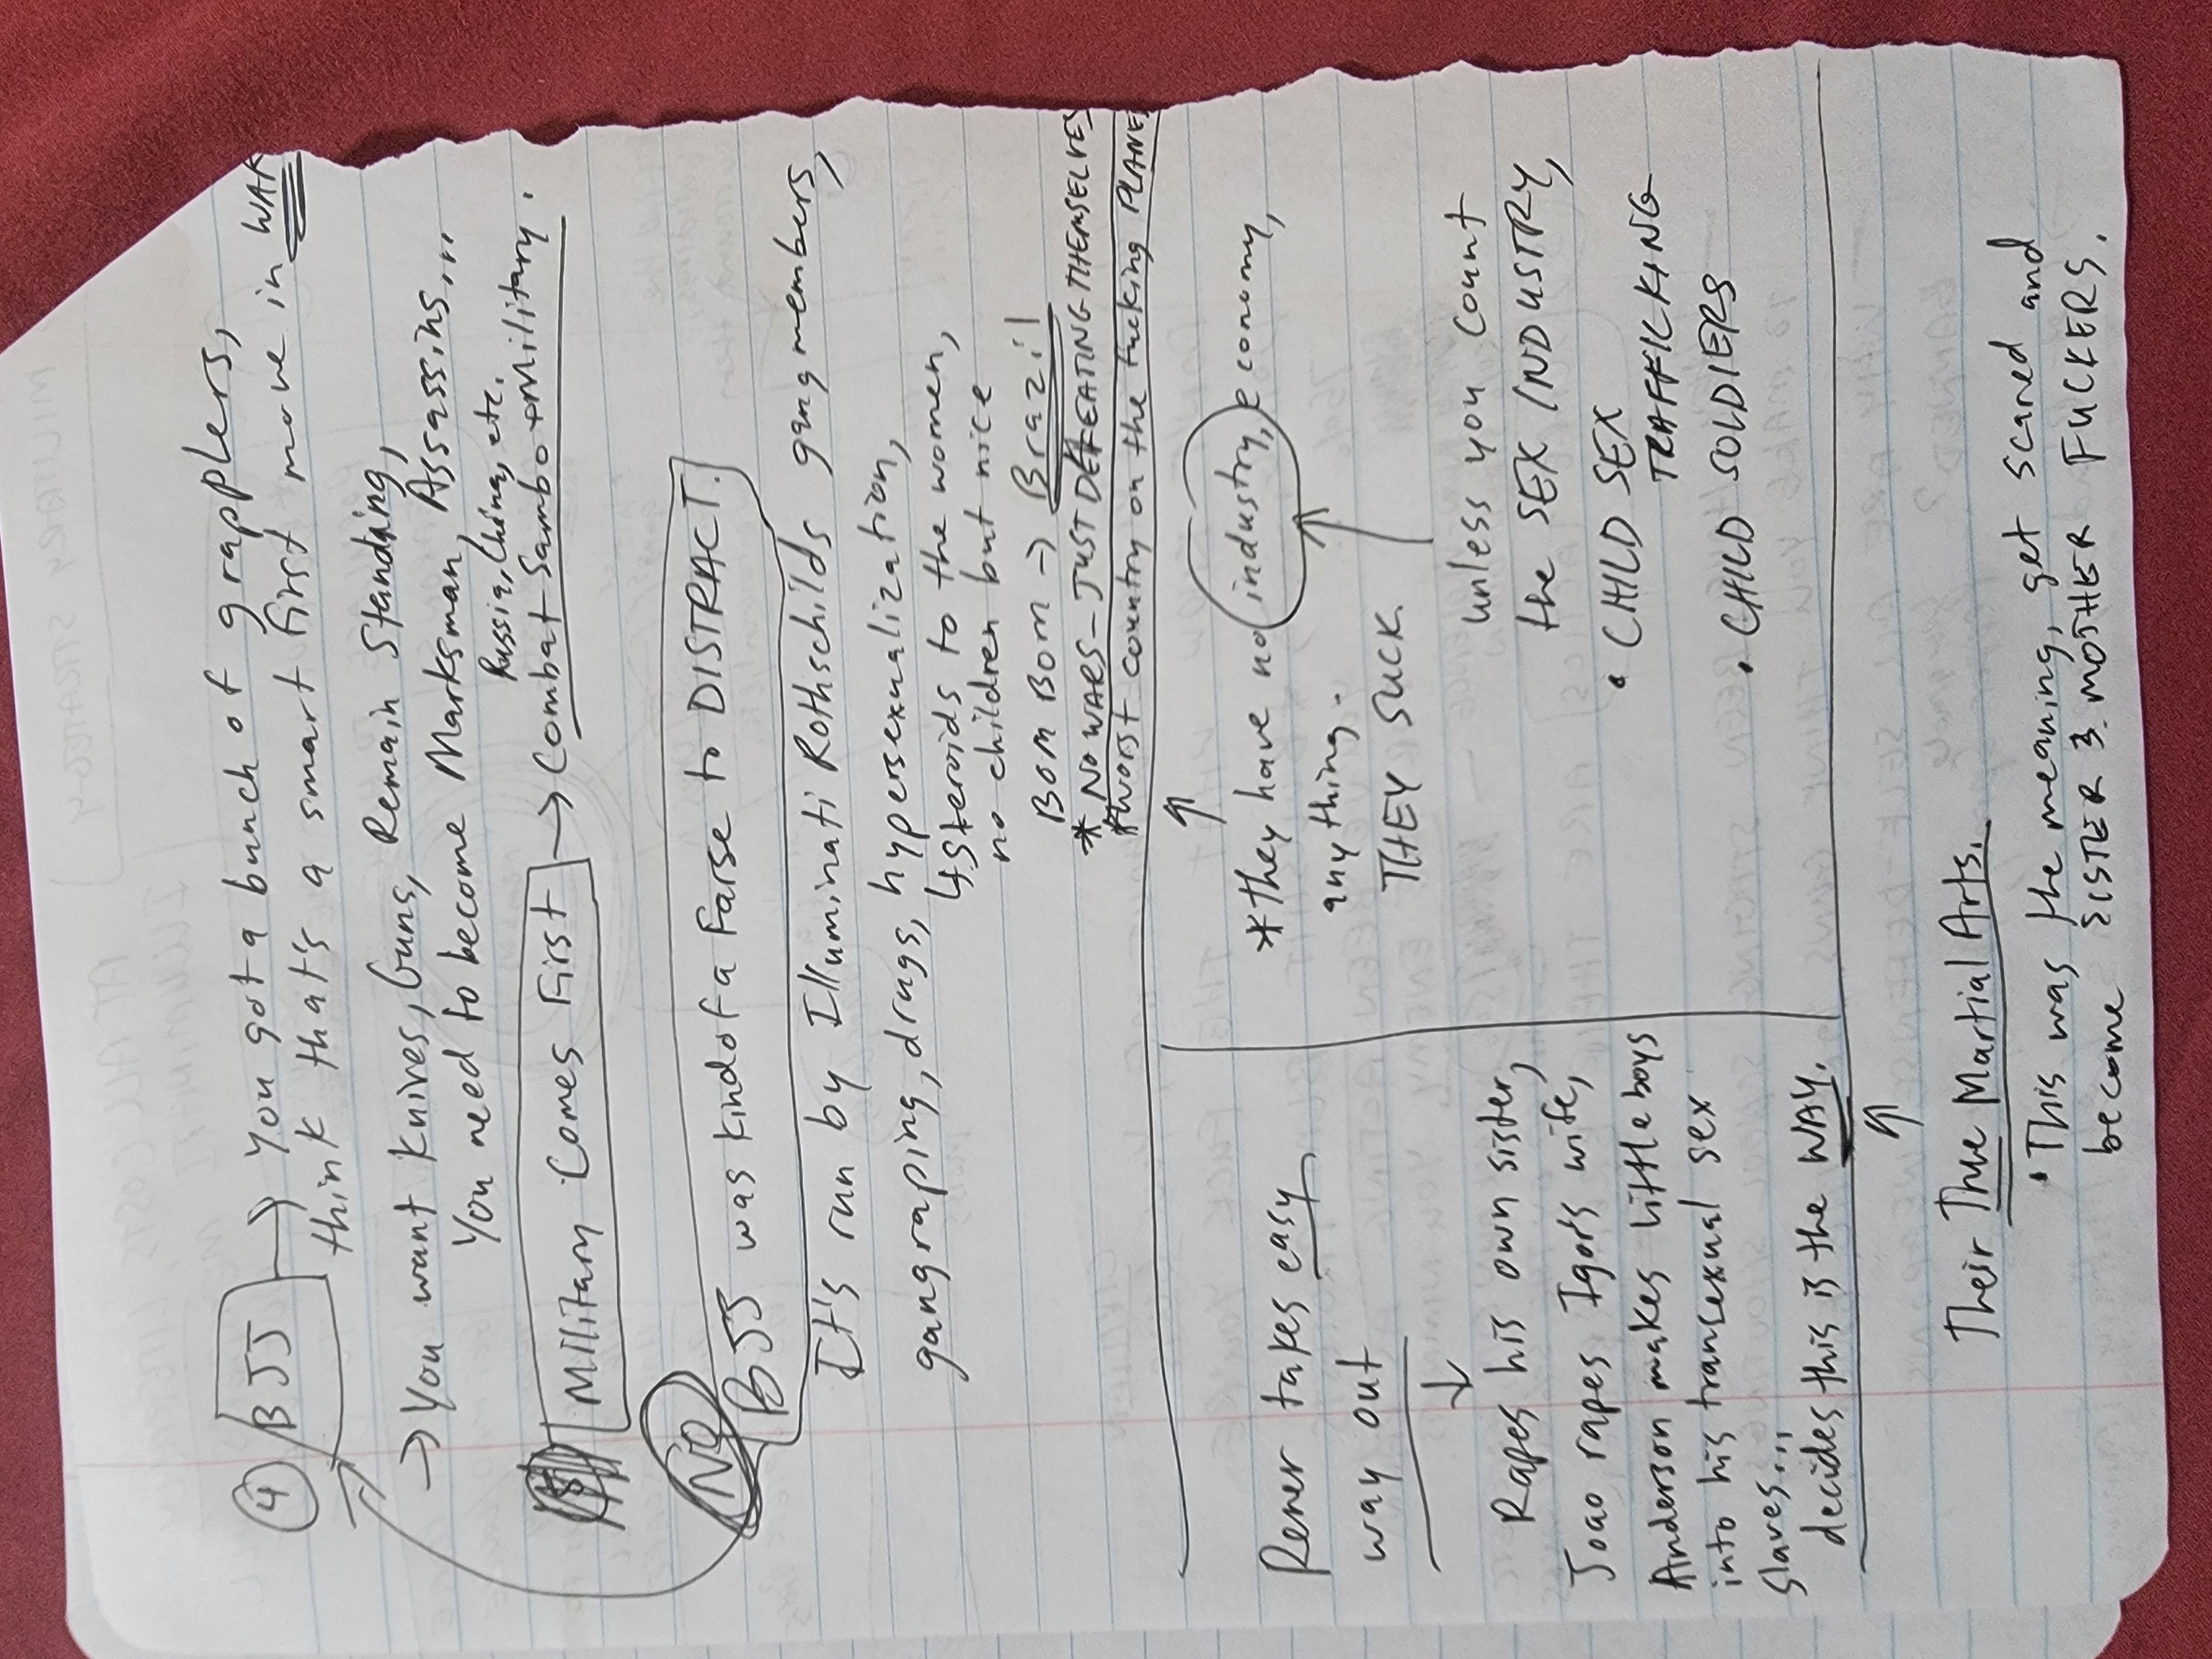 ④ BJJ → You got a bunch of grapplers,
think that's a smart first move in WAR
→ You want Knives, Guns, Remain Standing,
You need to become Marksman, Assassins...
Russia, China, etc.
Military Comes First → Combat Sambo + Military.
NO
BJJ was kind of a Farse to DISTRACT.
It's run by Illuminati Rothschilds gang members,
gangraping, drugs, hypersexualization,
↳ steroids to the women,
no children but nice
BOM BOM → Brazil
* NO WARS - JUST DEFEATING THEMSELVES
* Worst country on the fucking PLANE
Rener takes easy
way out
↓
Rapes his own sister,
Joao rapes Igor's wife,
Anderson makes little boys
into his transexual sex
slaves...
decides this is the WAY.
* they have no industry, economy,
anything.
THEY SUCK.
unless you count
the SEX INDUSTRY,
• CHILD SEX
TRAFFICKING
• CHILD SOLDIERS
Their True Martial Arts.
• This was the meaning, get scared and
become SISTER & MOTHER FUCKERS.